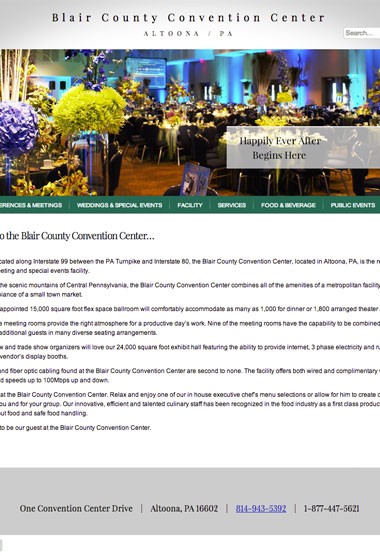 Blair County Convention Center
ALTOONA / PA
Search...
Happily Ever After
Begins Here
ERENCES & MEETINGS WEDDINGS & SPECIAL EVENTS FACILITY SERVICES FOOD & BEVERAGE PUBLIC EVENTS
o the Blair County Convention Center...
cated along Interstate 99 between the PA Turnpike and Interstate 80, the Blair County Convention Center, located in Altoona, PA, is the r
eeting and special events facility.
the scenic mountains of Central Pennsylvania, the Blair County Convention Center combines all of the amenities of a metropolitan facility
biance of a small town market.
appointed 15,000 square foot flex space ballroom will comfortably accommodate as many as 1,000 for dinner or 1,800 arranged theater
e meeting rooms provide the right atmosphere for a productive day's work. Nine of the meeting rooms have the capability to be combined
additional guests in many diverse seating arrangements.
w and trade show organizers will love our 24,000 square foot exhibit hall featuring the ability to provide internet, 3 phase electricity and ru
vendor's display booths.
and fiber optic cabling found at the Blair County Convention Center are second to none. The facility offers both wired and complimentary
d speeds up to 100Mbps up and down.
at the Blair County Convention Center. Relax and enjoy one of our in house executive chef's menu selections or allow for him to create
you and for your group. Our innovative, efficient and talented culinary staff has been recognized in the food industry as a first class produc
out food and safe food handling.
to be our guest at the Blair County Convention Center.
One Convention Center Drive | Altoona, PA 16602 | 814-943-5392 | 1-877-447-5621